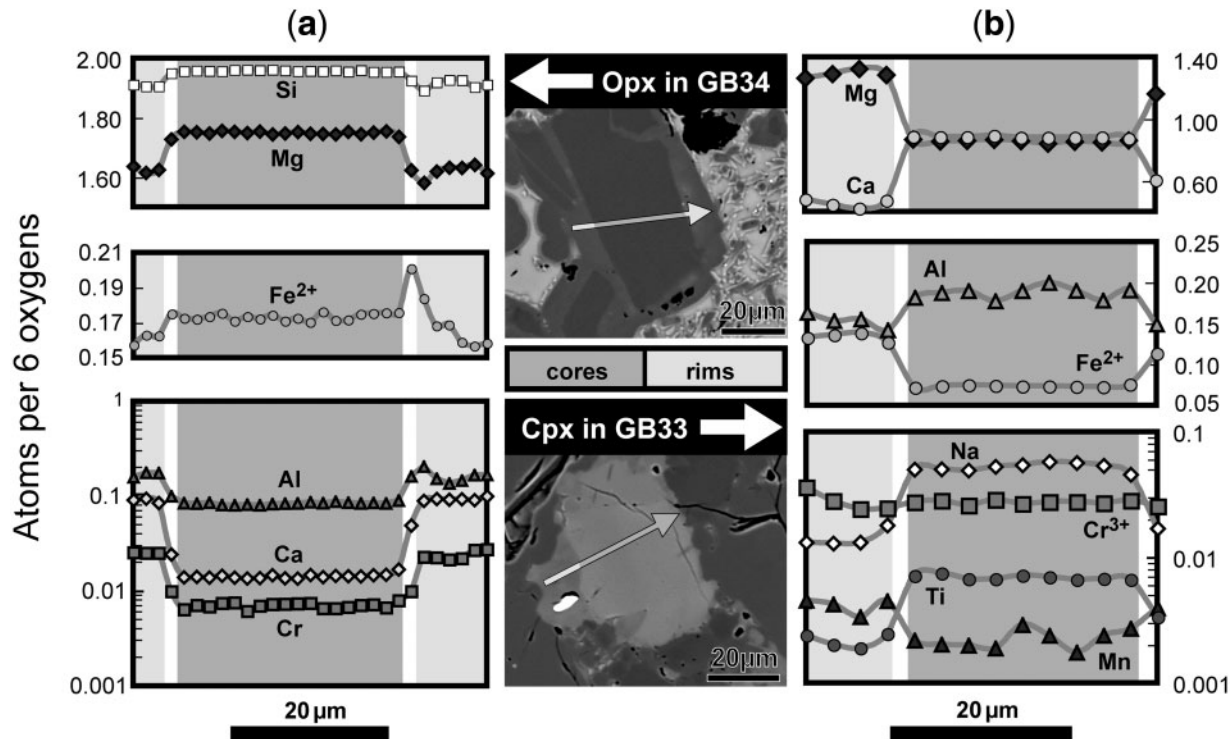 (a)
(b)
Atoms per 6 oxygens
2.00
1.80
1.60
Si
Mg
0.21
0.19
0.17
0.15
Fe2+
1
0.1
0.01
0.001
Al
Ca
Cr
20 µm
Opx in GB34
20µm
cores rims
Cpx in GB33
20µm
Mg
Ca
1.40
1.00
0.60
Al
Fe2+
0.25
0.20
0.15
0.10
0.05
Na
Cr3+
Ti
Mn
0.1
0.01
0.001
20 µm